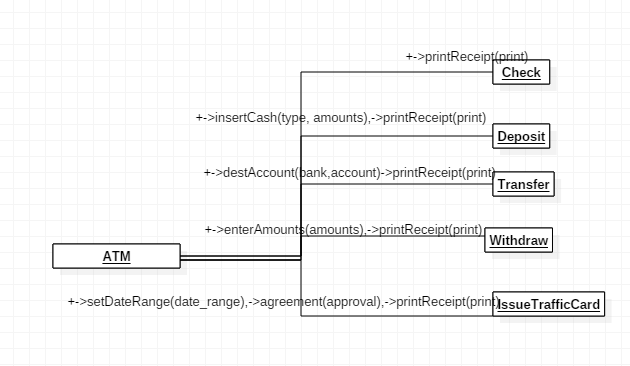 +->printReceipt(print)
Check
+->insertCash(type, amounts),->printReceipt(print)
Deposit
+->destAccount(bank,account)->printReceipt(print)
Transfer
+->enterAmounts(amounts),->printReceipt(print)
Withdraw
ATM
+->setDateRange(date_range),->agreement(approval),->printReceipt(print)
IssueTrafficCard